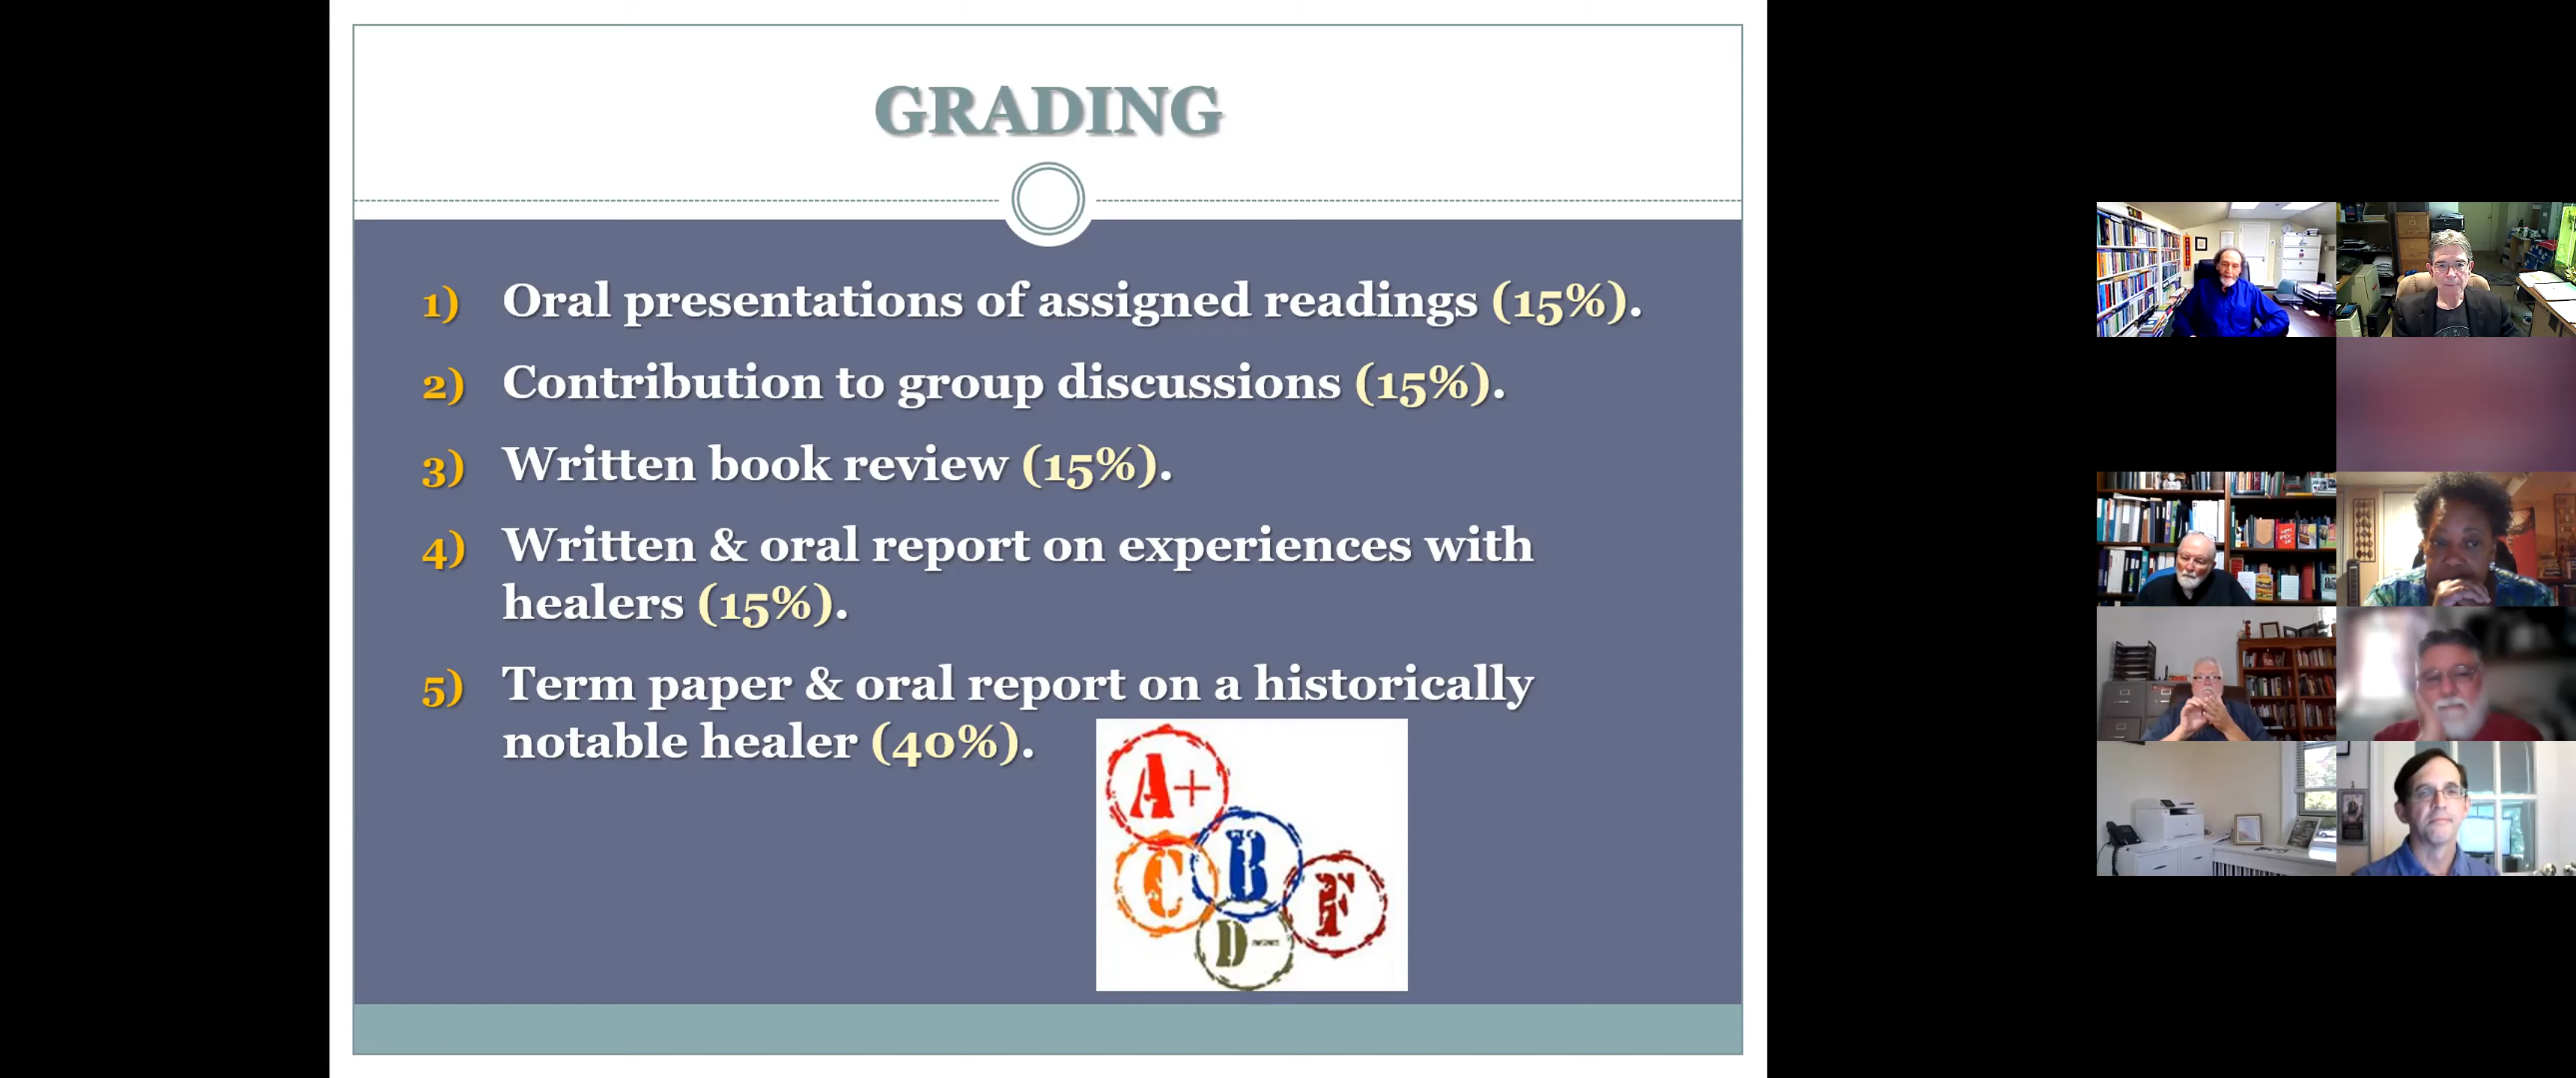 GRADING
1) Oral presentations of assigned readings (15%).
2) Contribution to group discussions (15%).
3) Written book review (15%).
4) Written & oral report on experiences with
healers (15%).
5) Term paper & oral report on a historically
notable healer (40%).
A+
C B F
D-